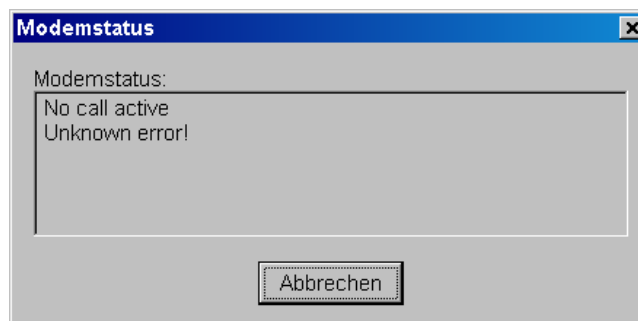 Modemstatus
Modemstatus:
No call active
Unknown error!
Abbrechen